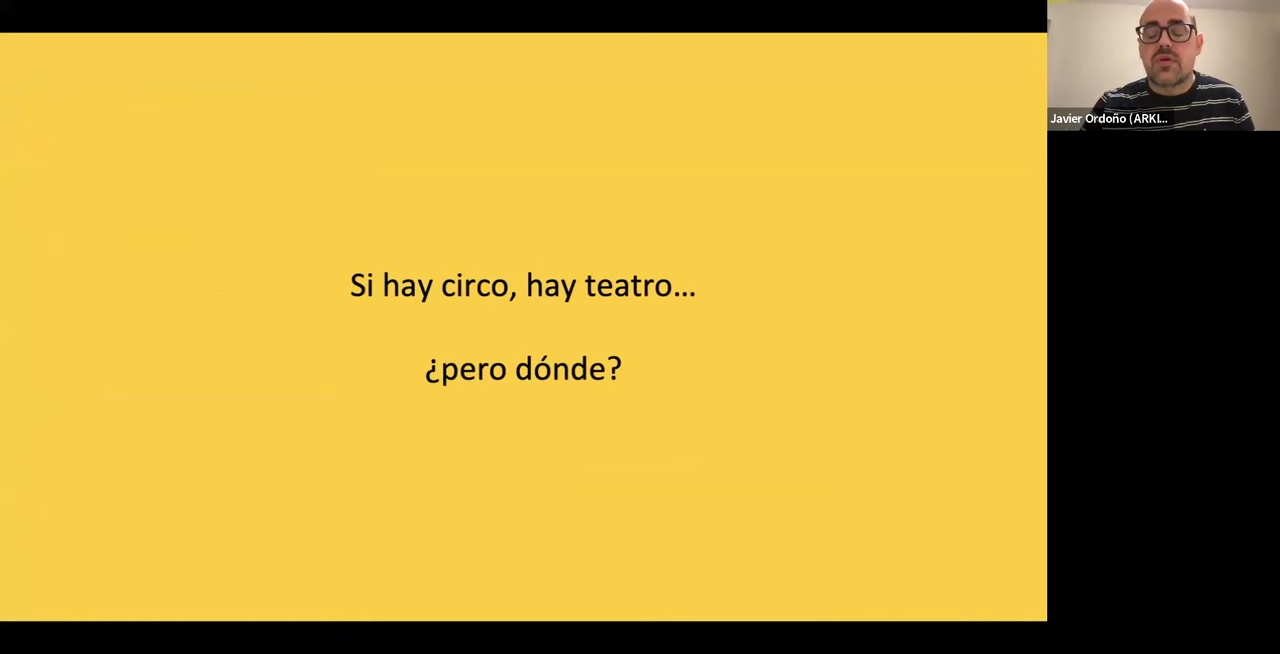 Si hay circo, hay teatro...
¿pero dónde?
Javier Ordoño (ARKI...